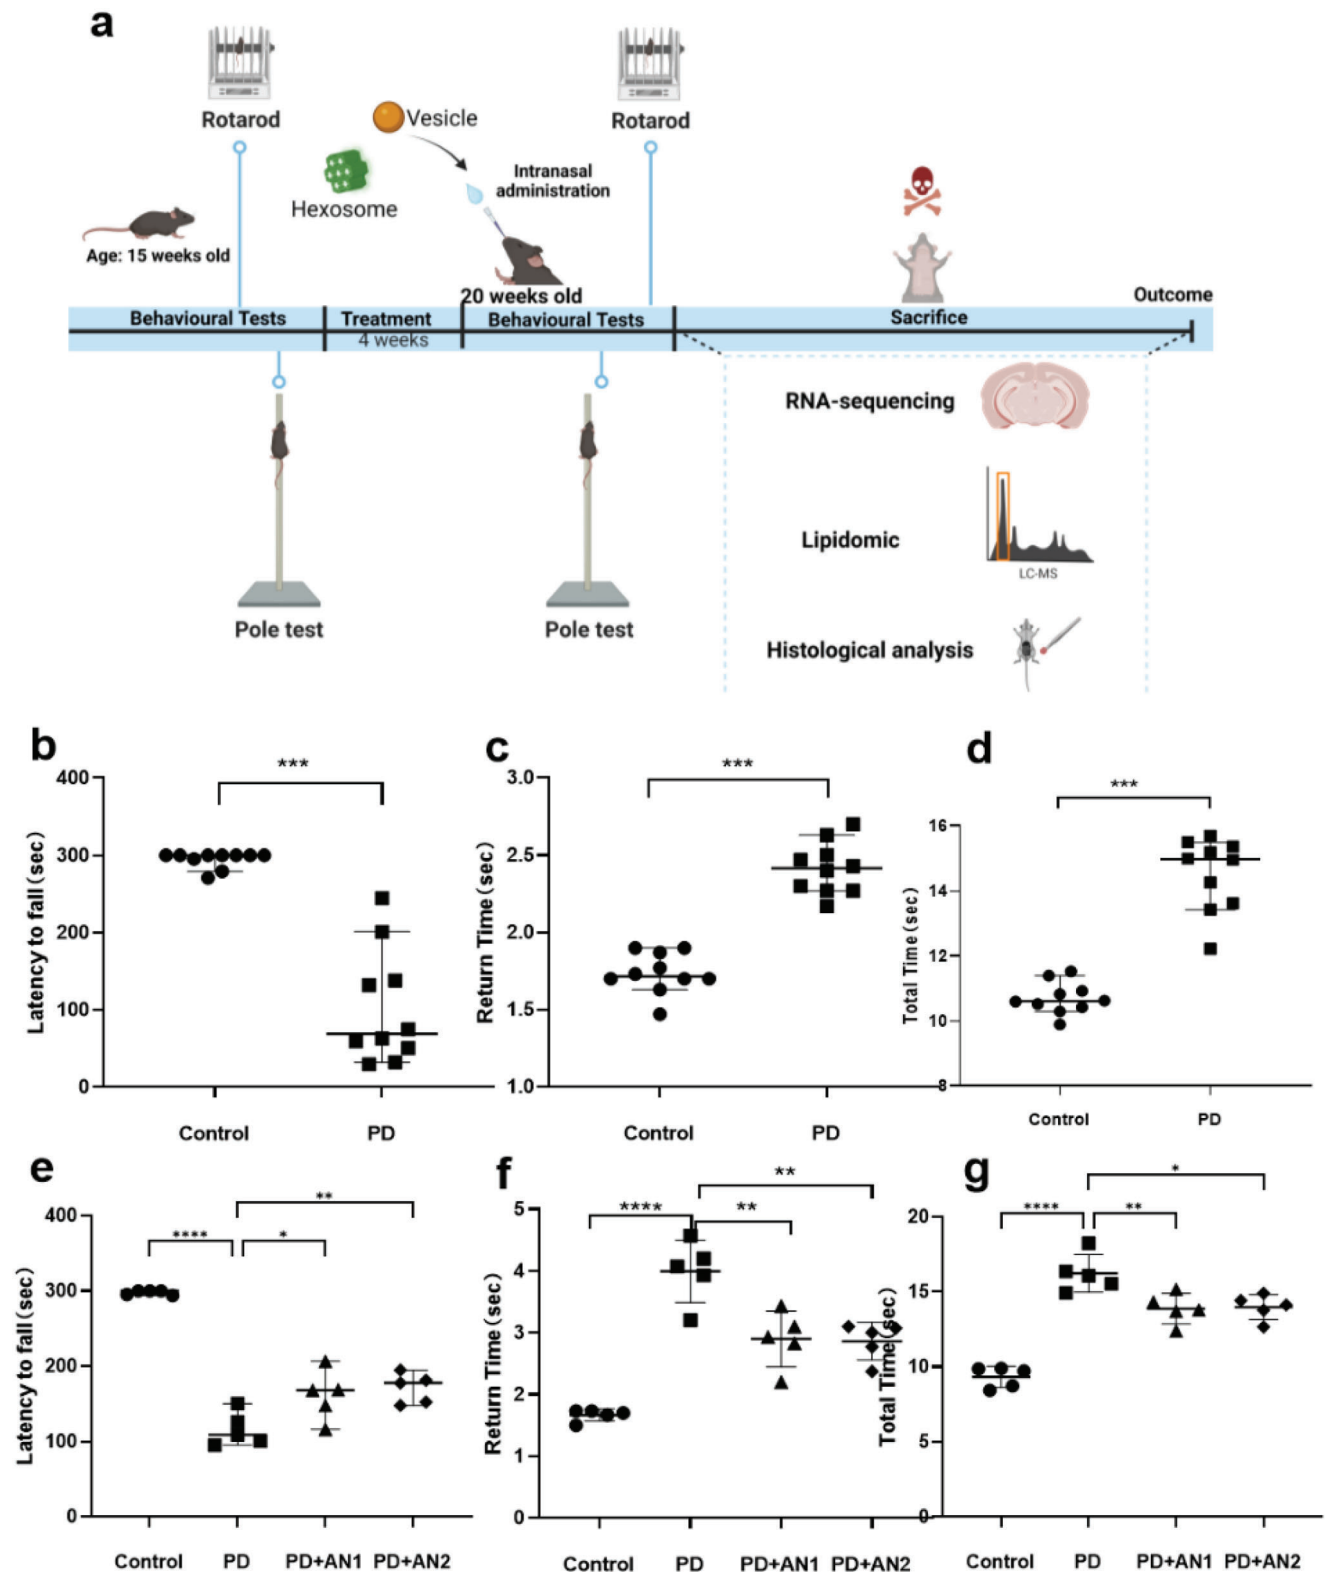 a
Rotarod
Rotarod
Vesicle
Intranasal
administration
Hexosome
Age: 15 weeks old
20 weeks old
Outcome
Behavioural Tests
Treatment
4 weeks
Behavioural Tests
Sacrifice
RNA-sequencing
Lipidomic
LC-MS
Histological analysis
Pole test
Pole test
b
***
Latency to fall(sec)
400
300
200
100
0
Control
PD
c
***
Return Time(sec)
3.0
2.5
2.0
1.5
1.0
Control
PD
d
***
Total Time(sec)
16
14
12
10
8
Control
PD
e
**
****
*
Latency to fall(sec)
400
300
200
100
0
Control
PD
PD+AN1
PD+AN2
f
**
****
**
Return Time(sec)
5
4
3
2
1
0
Control
PD
PD+AN1
PD+AN2
g
*
****
**
Total Time(sec)
20
15
10
5
0
Control
PD
PD+AN1
PD+AN2